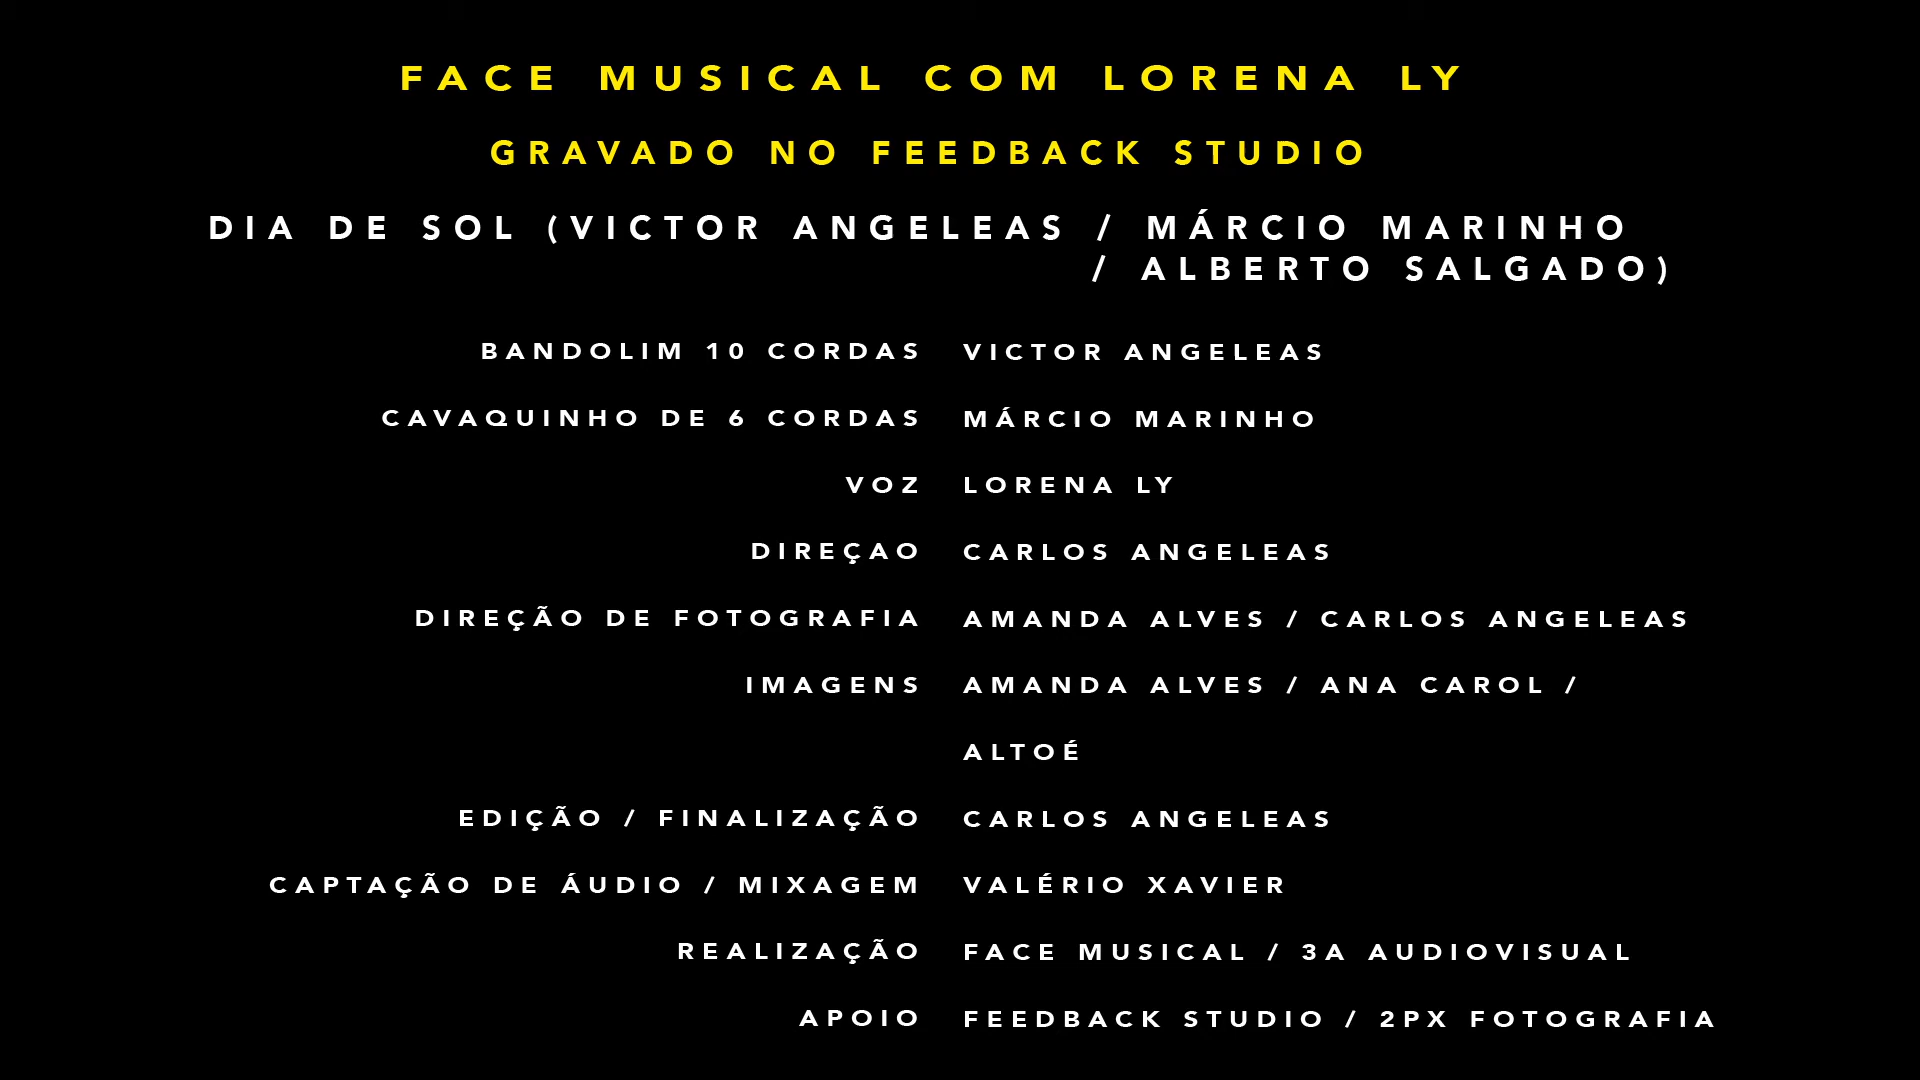 FACE MUSICAL COM LORENA LY
GRAVADO NO FEEDBACK STUDIO
DIA DE SOL (VICTOR ANGELEAS / MÁRCIO MARINHO
/ ALBERTO SALGADO)
BANDOLIM 10 CORDAS VICTOR ANGELEAS
CAVAQUINHO DE 6 CORDAS MÁRCIO MARINHO
VOZ LORENA LY
DIREÇAO CARLOS ANGELEAS
DIREÇÃO DE FOTOGRAFIA AMANDA ALVES / CARLOS ANGELEAS
IMAGENS AMANDA ALVES / ANA CAROL /
ALTOÉ
EDIÇÃO / FINALIZAÇÃO CARLOS ANGELEAS
CAPTAÇÃO DE ÁUDIO / MIXAGEM VALÉRIO XAVIER
REALIZAÇÃO FACE MUSICAL / 3A AUDIOVISUAL
APOIO FEEDBACK STUDIO / 2PX FOTOGRAFIA